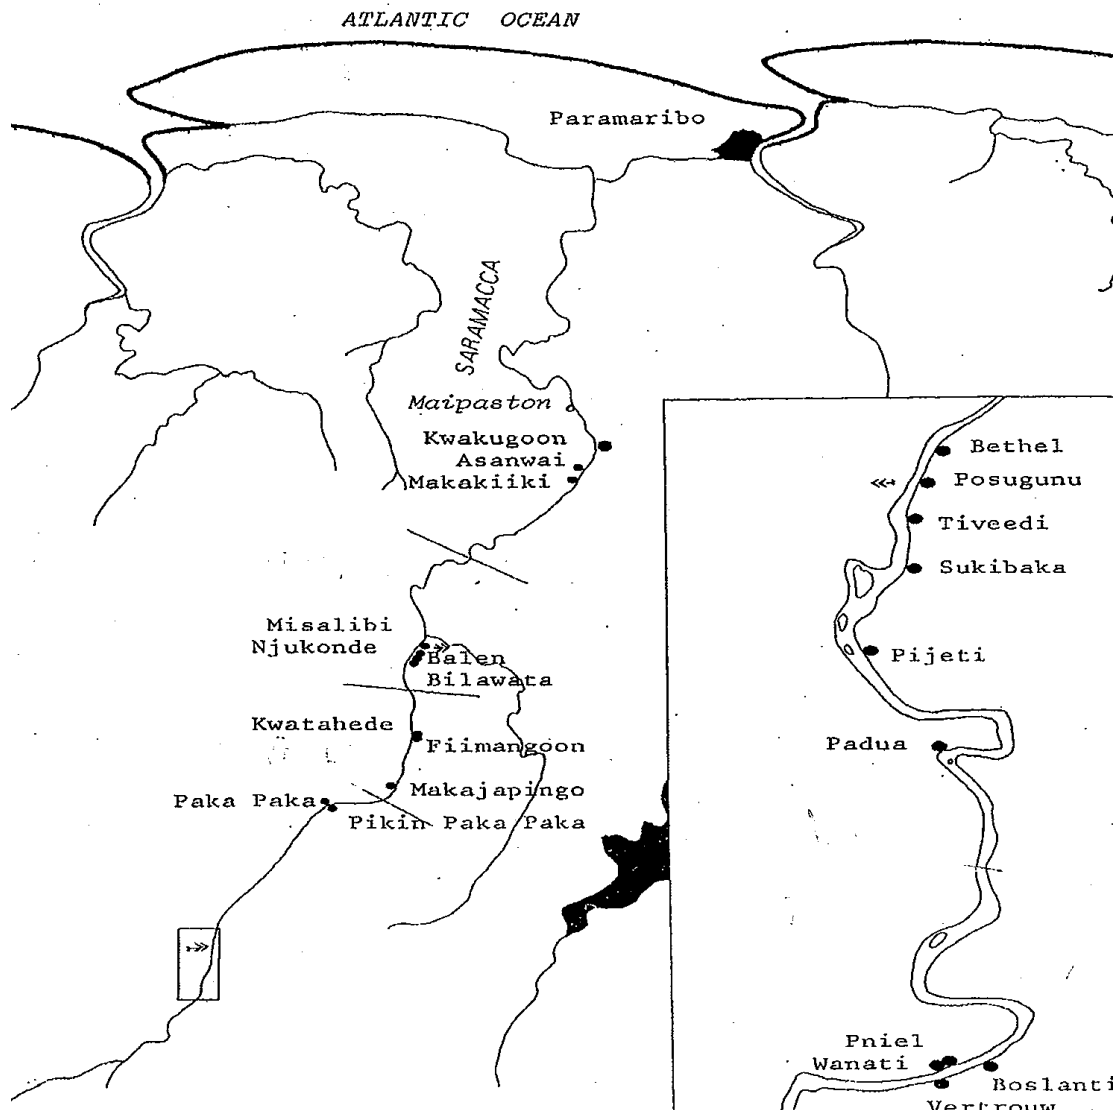 ATLANTIC OCEAN
Paramaribo
SARAMACCA
Maipaston
Kwakugoon
Asanwai
Makakiiki
Misalibi
Njukonde
Balen
Bilawata
Kwatahede
Fiimangoon
Makajapingo
Paka Paka
Pikin Paka Paka
Bethel
Posugunu
Tiveedi
Sukibaka
Pijeti
Padua
Pniel
Wanati
Boslanti
Vertrouw